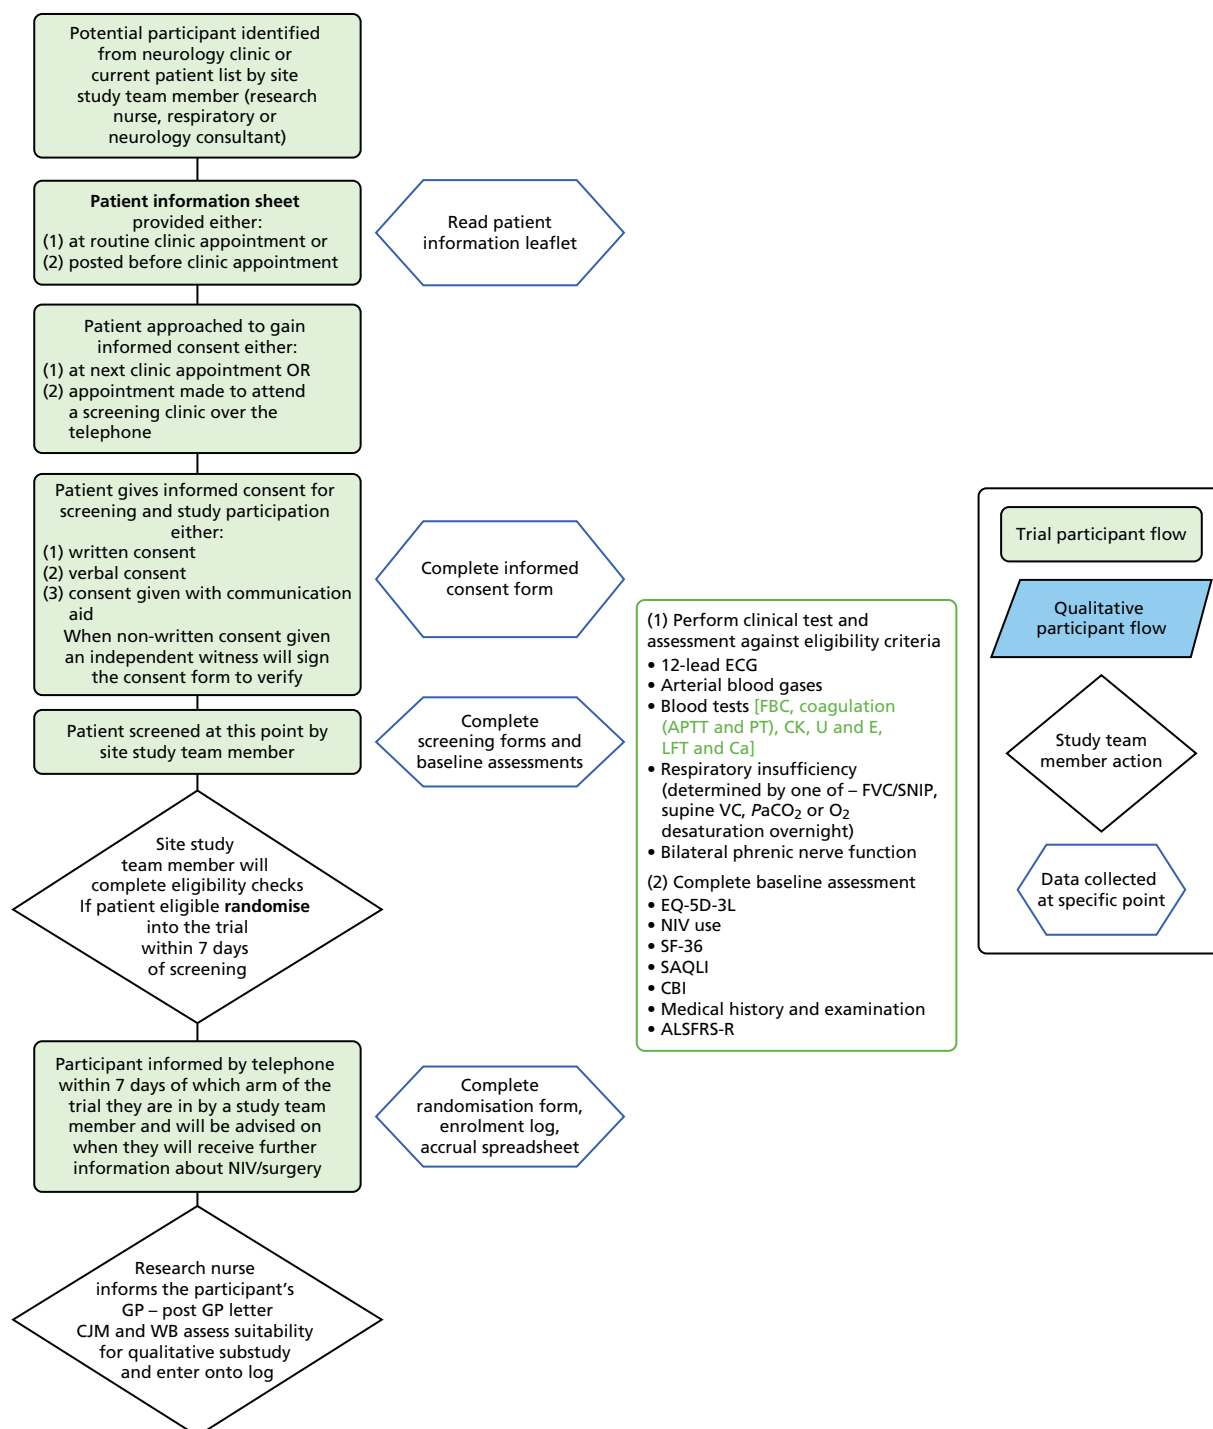 Potential participant identified
from neurology clinic or
current patient list by site
study team member (research
nurse, respiratory or
neurology consultant)
Patient information sheet
provided either:
(1) at routine clinic appointment or
(2) posted before clinic appointment
Read patient
information leaflet
Patient approached to gain
informed consent either:
(1) at next clinic appointment OR
(2) appointment made to attend
a screening clinic over the
telephone
Patient gives informed consent for
screening and study participation
either:
(1) written consent
(2) verbal consent
(3) consent given with communication
aid
When non-written consent given
an independent witness will sign
the consent form to verify
Complete informed
consent form
Patient screened at this point by
site study team member
Complete
screening forms and
baseline assessments
(1) Perform clinical test and
assessment against eligibility criteria
• 12-lead ECG
• Arterial blood gases
• Blood tests [FBC, coagulation
(APTT and PT), CK, U and E,
LFT and Ca]
• Respiratory insufficiency
(determined by one of – FVC/SNIP,
supine VC, PaCO2 or O2
desaturation overnight)
• Bilateral phrenic nerve function
(2) Complete baseline assessment
• EQ-5D-3L
• NIV use
• SF-36
• SAQLI
• CBI
• Medical history and examination
• ALSFRS-R
Site study
team member will
complete eligibility checks
If patient eligible randomise
into the trial
within 7 days
of screening
Participant informed by telephone
within 7 days of which arm of the
trial they are in by a study team
member and will be advised on
when they will receive further
information about NIV/surgery
Complete
randomisation form,
enrolment log,
accrual spreadsheet
Research nurse
informs the participant's
GP – post GP letter
CJM and WB assess suitability
for qualitative substudy
and enter onto log
Trial participant flow
Qualitative
participant flow
Study team
member action
Data collected
at specific point